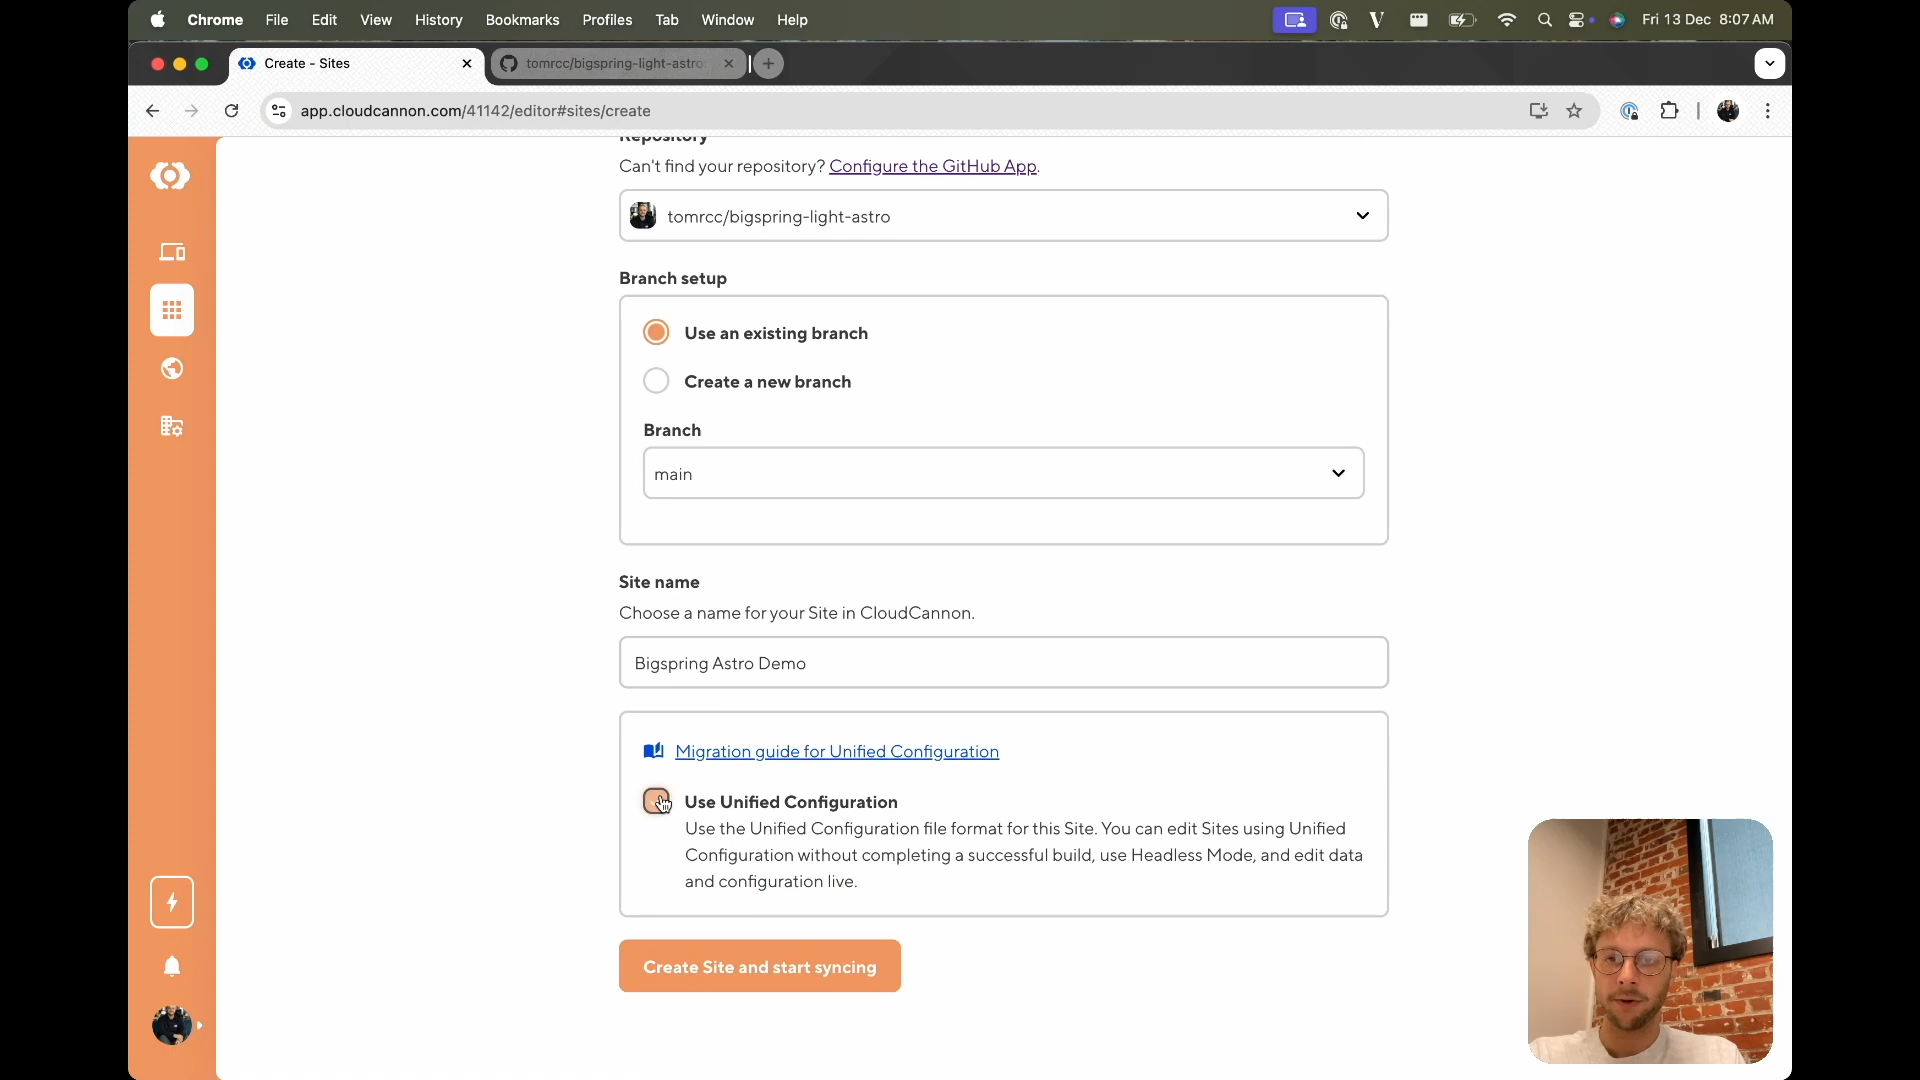 Chrome File Edit View History Bookmarks Profiles Tab Window Help Fri 13 Dec 8:07 AM
Create - Sites
tomrcc/bigspring-light-astro
app.cloudcannon.com/41142/editor#sites/create
Repository
Can't find your repository? Configure the GitHub App.
tomrcc/bigspring-light-astro
Branch setup
Use an existing branch
Create a new branch
Branch
main
Site name
Choose a name for your Site in CloudCannon.
Bigspring Astro Demo
Migration guide for Unified Configuration
Use Unified Configuration
Use the Unified Configuration file format for this Site. You can edit Sites using Unified
Configuration without completing a successful build, use Headless Mode, and edit data
and configuration live.
Create Site and start syncing